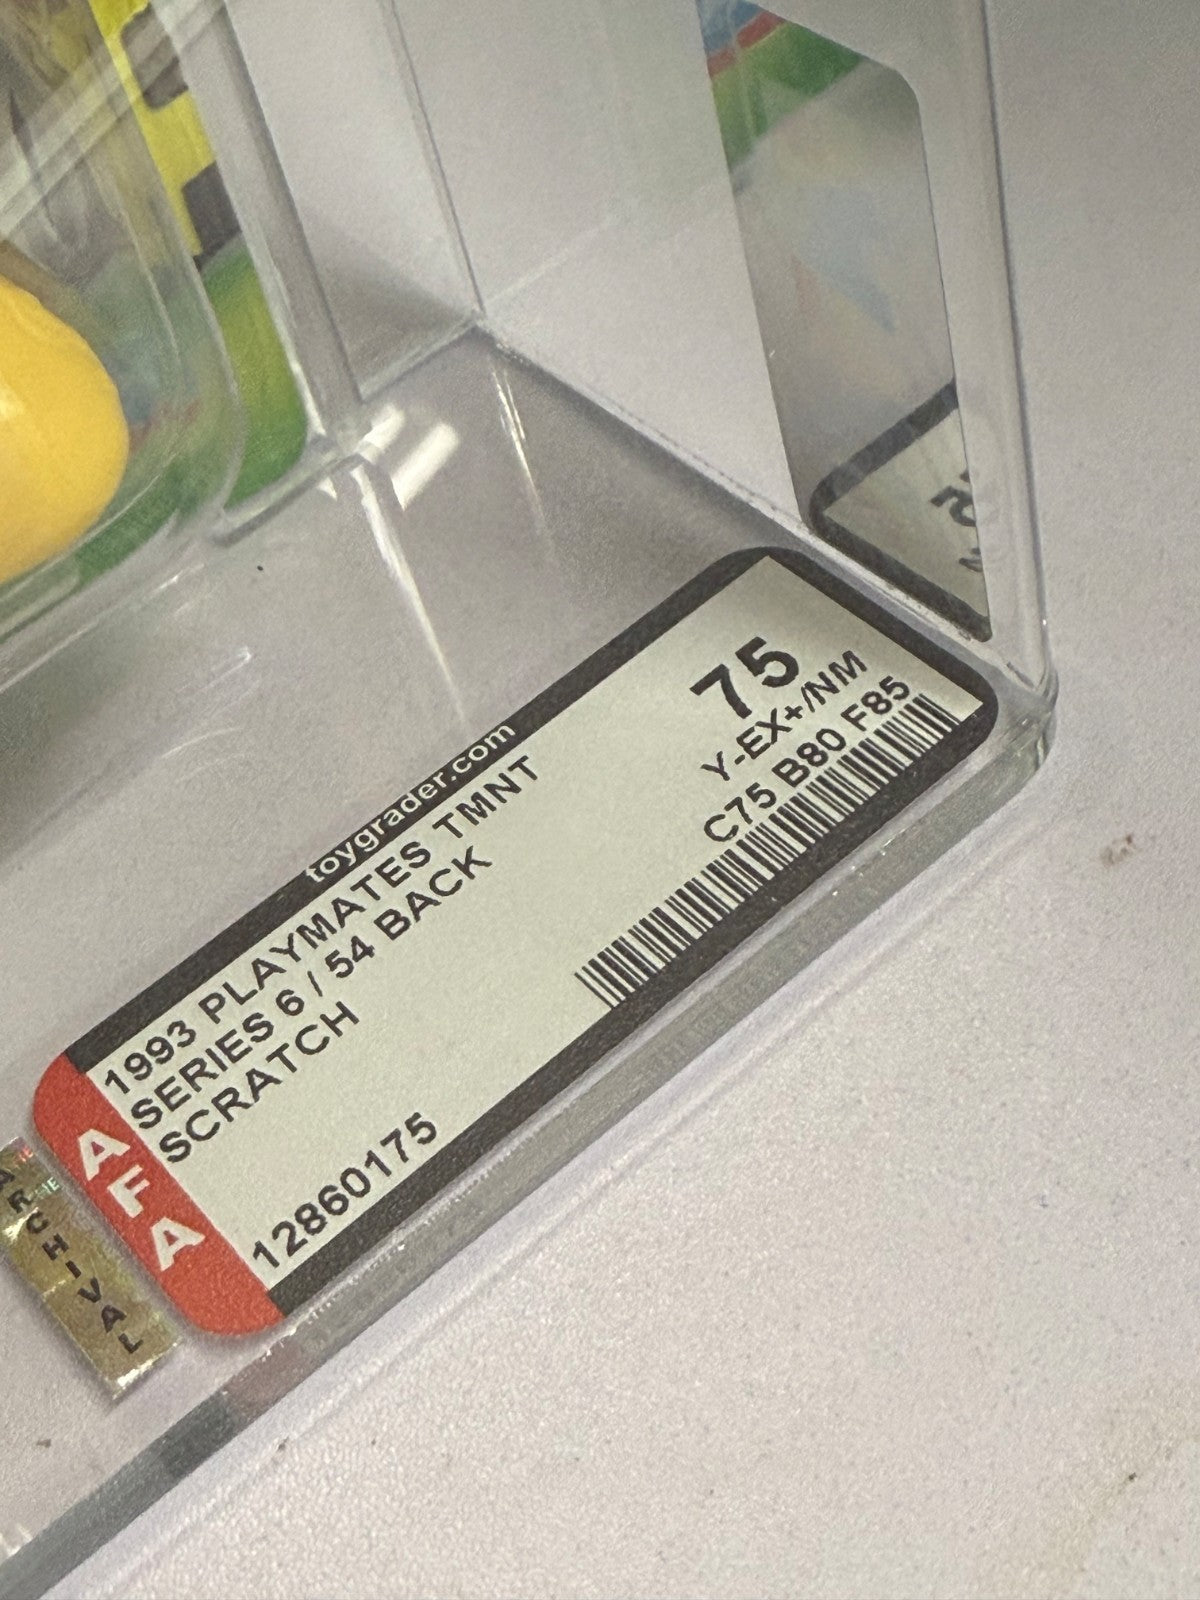 toygrader.com
1993 PLAYMATES TMNT
SERIES 6 / 54 BACK
SCRATCH
12860175
75
Y-EX+/NM
C75 B80 F85
AFA
ARCHIVAL